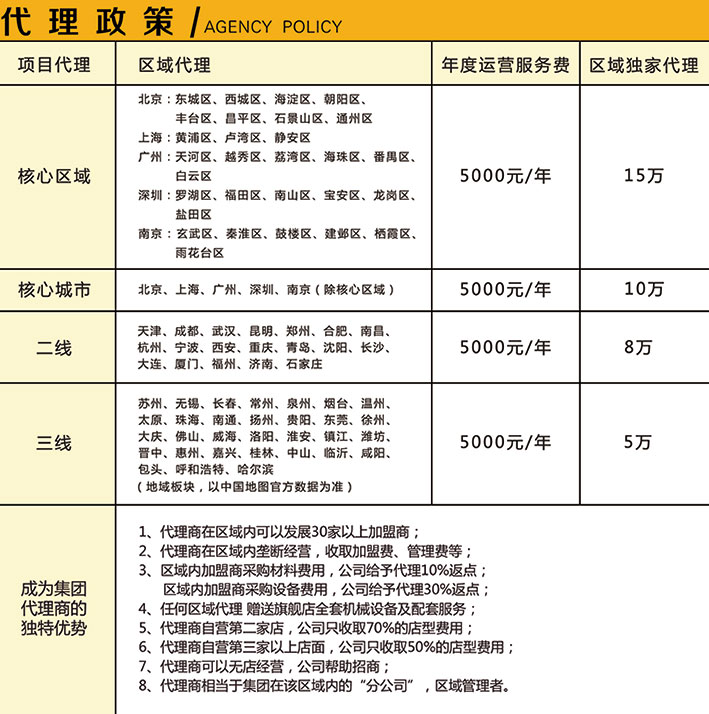 代理政策/AGENCY POLICY
项目代理 区域代理 年度运营服务费 区域独家代理
核心区域
北京：东城区、西城区、海淀区、朝阳区、
丰台区、昌平区、石景山区、通州区
上海：黄浦区、卢湾区、静安区
广州：天河区、越秀区、荔湾区、海珠区、番禺区、
白云区
深圳：罗湖区、福田区、南山区、宝安区、龙岗区、
盐田区
南京：玄武区、秦淮区、鼓楼区、建邺区、栖霞区、
雨花台区
5000元/年 15万
核心城市 北京、上海、广州、深圳、南京（除核心区域） 5000元/年 10万
二线
天津、成都、武汉、昆明、郑州、合肥、南昌、
杭州、宁波、西安、重庆、青岛、沈阳、长沙、
大连、厦门、福州、济南、石家庄
5000元/年 8万
三线
苏州、无锡、长春、常州、泉州、烟台、温州、
太原、珠海、南通、扬州、贵阳、东莞、徐州、
大庆、佛山、威海、洛阳、淮安、镇江、潍坊、
晋中、惠州、嘉兴、桂林、中山、临沂、咸阳、
包头、呼和浩特、哈尔滨
（地域板块，以中国地图官方数据为准）
5000元/年 5万
成为集团
代理商的
独特优势
1、代理商在区域内可以发展30家以上加盟商；
2、代理商在区域内垄断经营，收取加盟费、管理费等；
3、区域内加盟商采购材料费用，公司给予代理10%返点；
区域内加盟商采购设备费用，公司给予代理30%返点；
4、任何区域代理 赠送旗舰店全套机械设备及配套服务；
5、代理商自营第二家店，公司只收取70%的店型费用；
6、代理商自营第三家以上店面，公司只收取50%的店型费用；
7、代理商可以无店经营，公司帮助招商；
8、代理商相当于集团在该区域内的“分公司”，区域管理者。